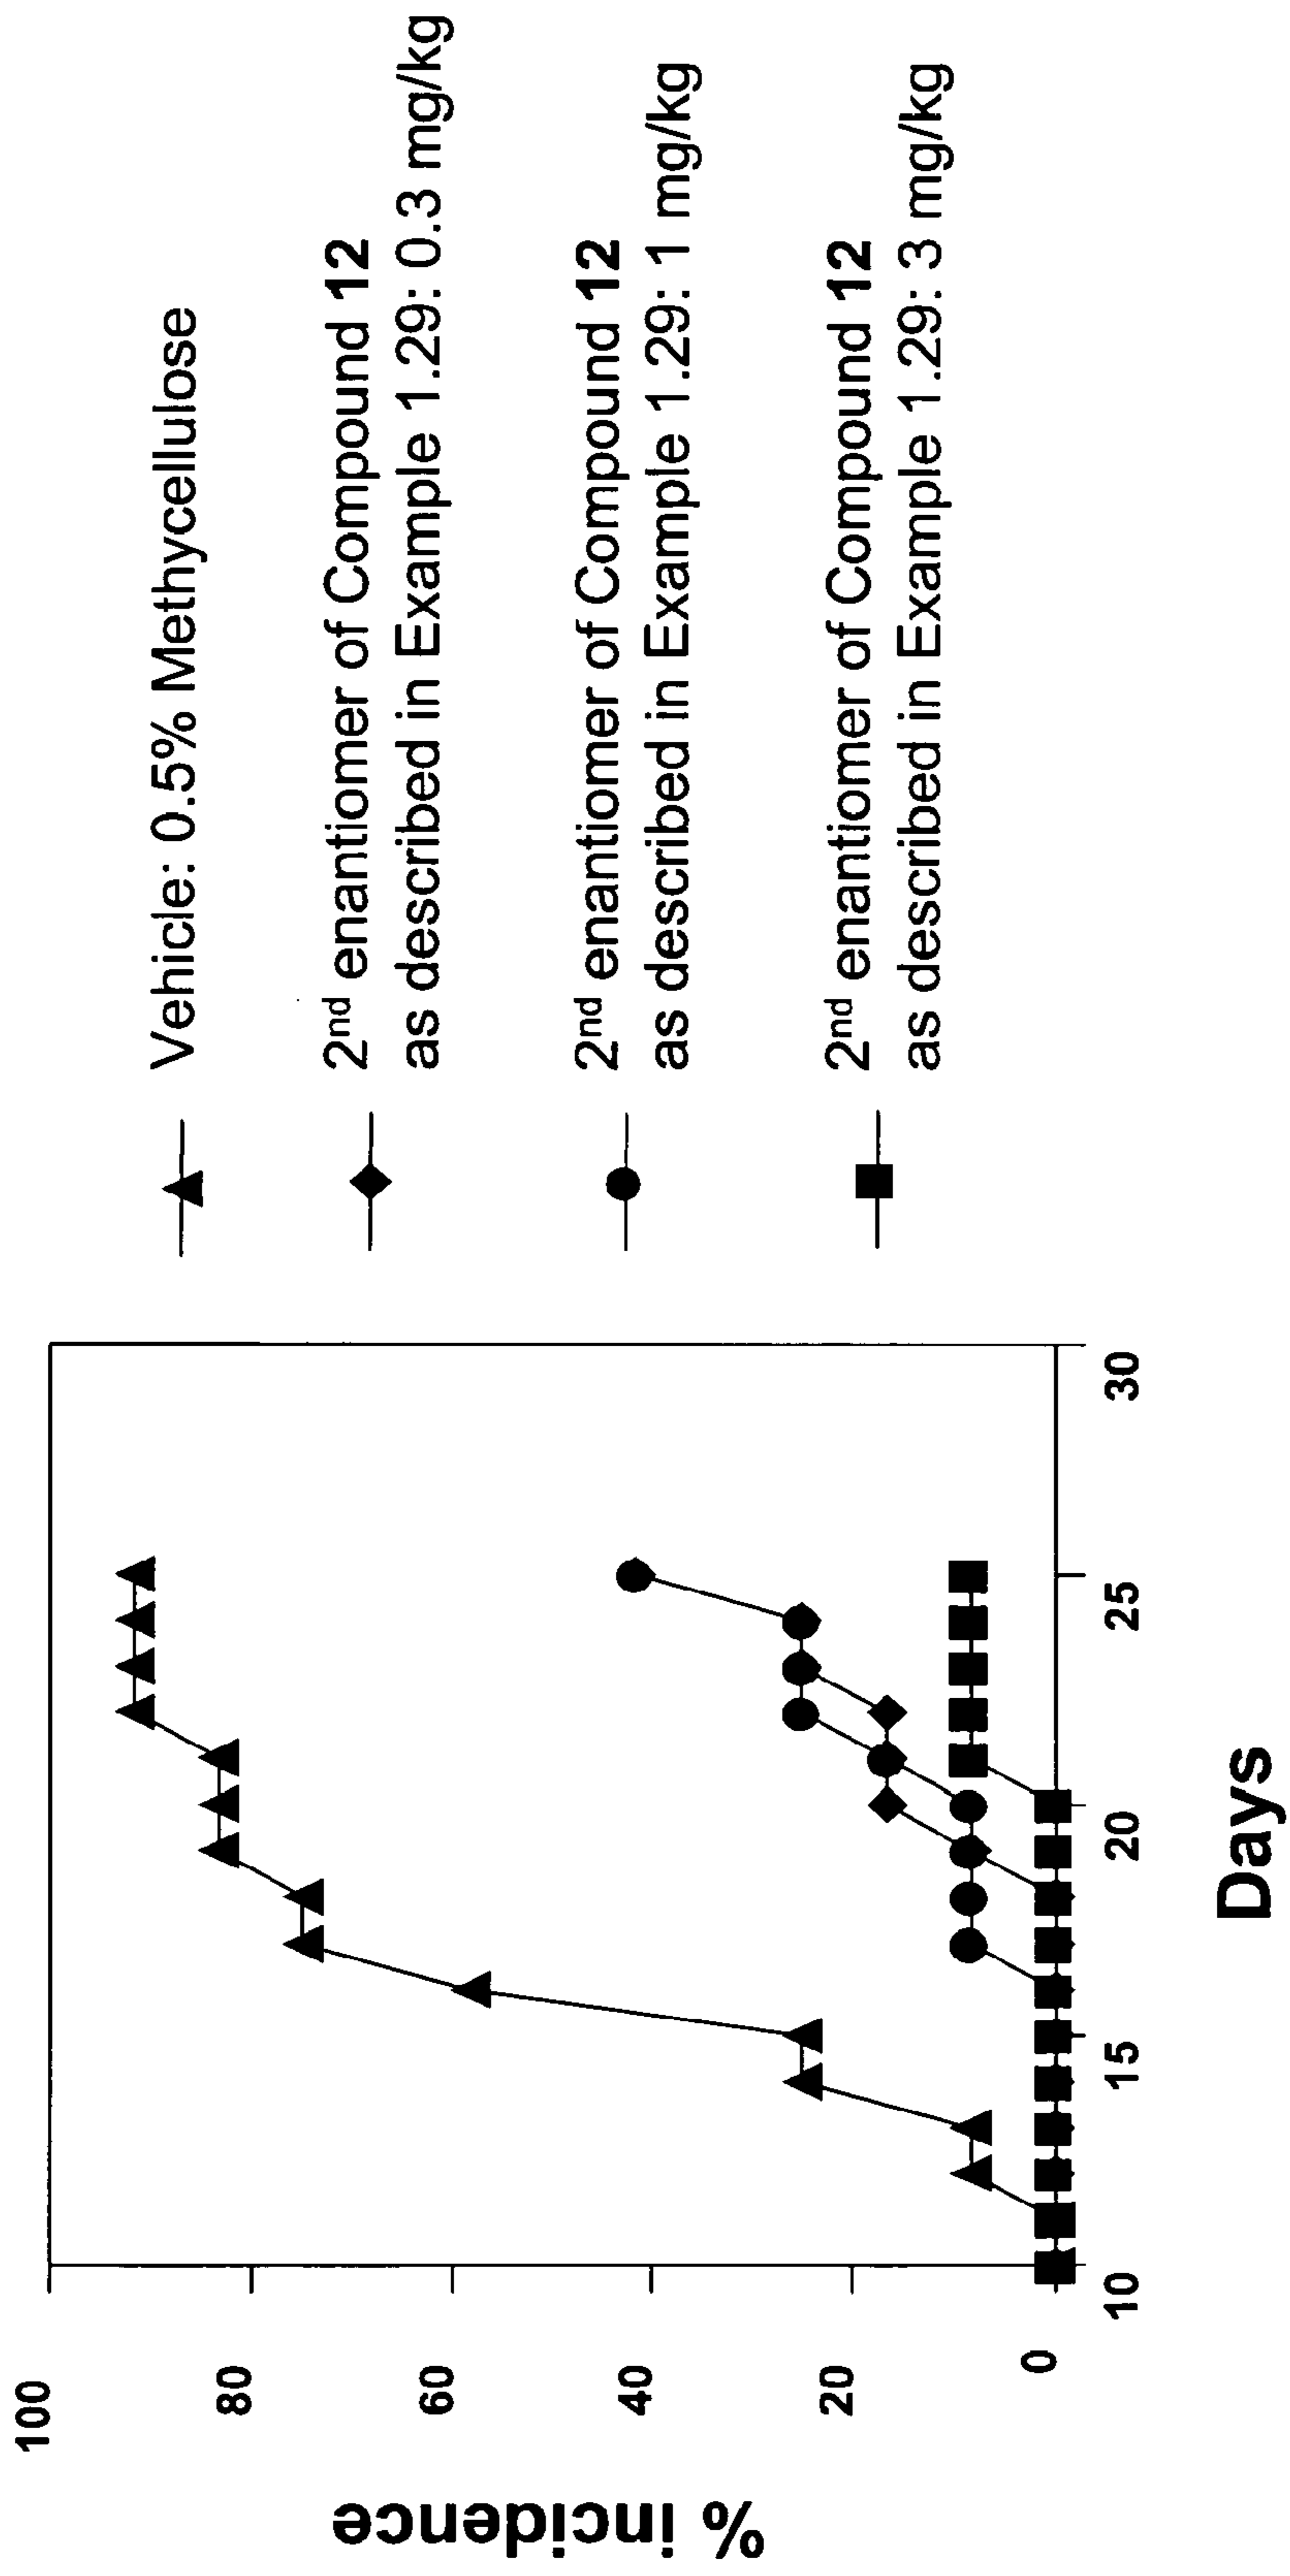 % incidence
100
80
60
40
20
0
10
15
20
25
30
Days
Vehicle: 0.5% Methycellulose
2nd enantiomer of Compound 12
as described in Example 1.29: 0.3 mg/kg
2nd enantiomer of Compound 12
as described in Example 1.29: 1 mg/kg
2nd enantiomer of Compound 12
as described in Example 1.29: 3 mg/kg